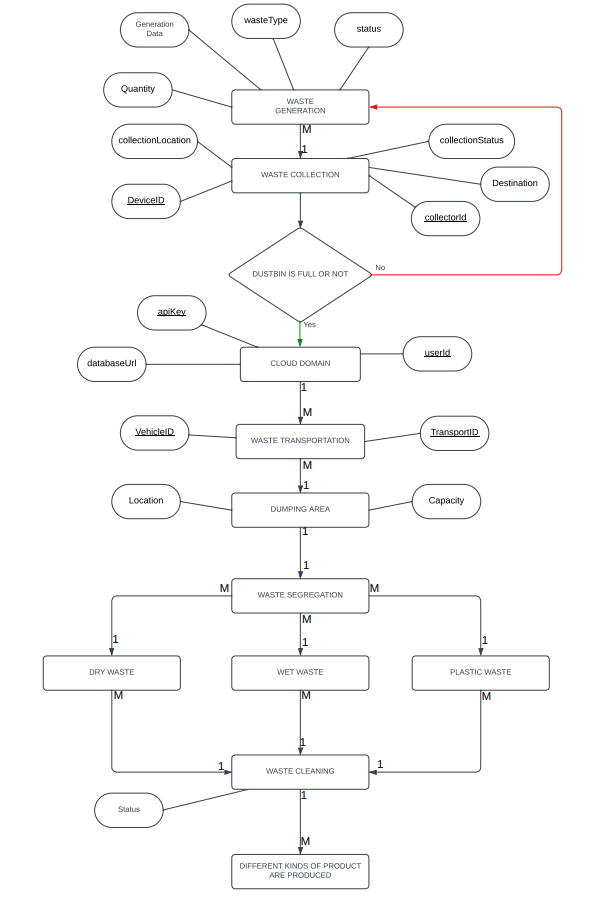 Generation
Data
wasteType
status
Quantity
WASTE
GENERATION
M
collectionLocation
collectionStatus
1
WASTE COLLECTION
Destination
DeviceID
collectorId
DUSTBIN IS FULL OR NOT
No
apiKey
Yes
databaseUrl
CLOUD DOMAIN
userId
1
M
VehicleID
WASTE TRANSPORTATION
TransportID
M
1
Location
DUMPING AREA
Capacity
1
1
M
WASTE SEGREGATION
M
M
1
1
1
DRY WASTE
WET WASTE
PLASTIC WASTE
M
M
M
1
1
1
WASTE CLEANING
1
Status
M
DIFFERENT KINDS OF PRODUCT
ARE PRODUCED